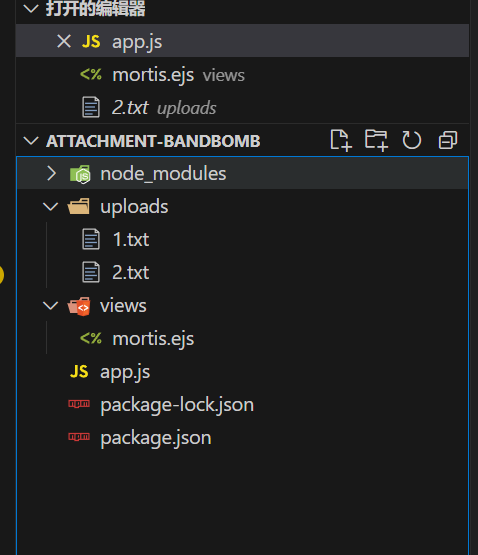 打开的编辑器
JS app.js
<% mortis.ejs views
2.txt uploads
ATTACHMENT-BANDBOMB
node_modules
uploads
1.txt
2.txt
views
<% mortis.ejs
JS app.js
package-lock.json
package.json